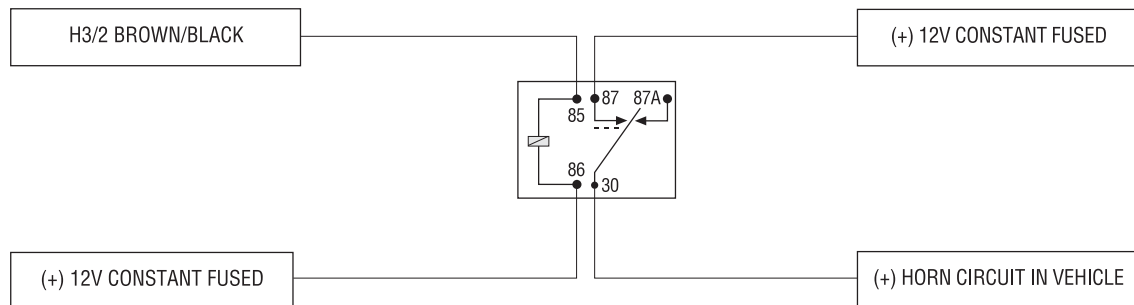 H3/2 BROWN/BLACK
(+) 12V CONSTANT FUSED
87 87A
85
86
30
(+) 12V CONSTANT FUSED
(+) HORN CIRCUIT IN VEHICLE